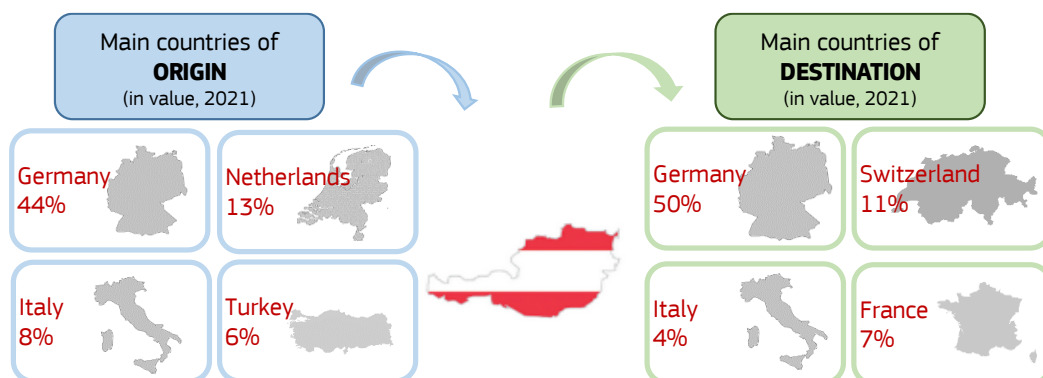 Main countries of
ORIGIN
(in value, 2021)
Main countries of
DESTINATION
(in value, 2021)
Germany
44%
Netherlands
13%
Germany
50%
Switzerland
11%
Italy
8%
Turkey
6%
Italy
4%
France
7%